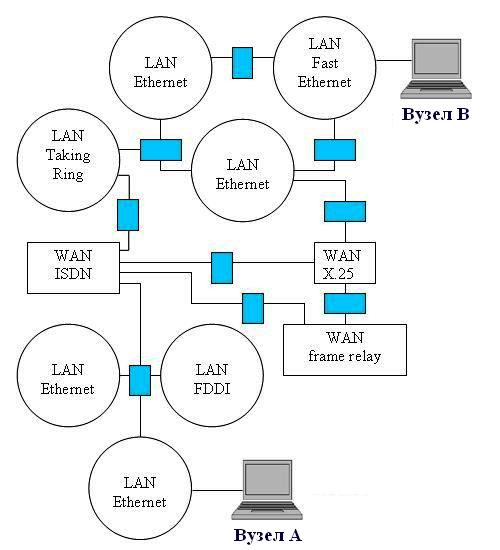 LAN
Ethernet
LAN
Fast
Ethernet
Вузел В
LAN
Taking
Ring
LAN
Ethernet
WAN
ISDN
WAN
X.25
WAN
frame relay
LAN
Ethernet
LAN
FDDI
LAN
Ethernet
Вузел А